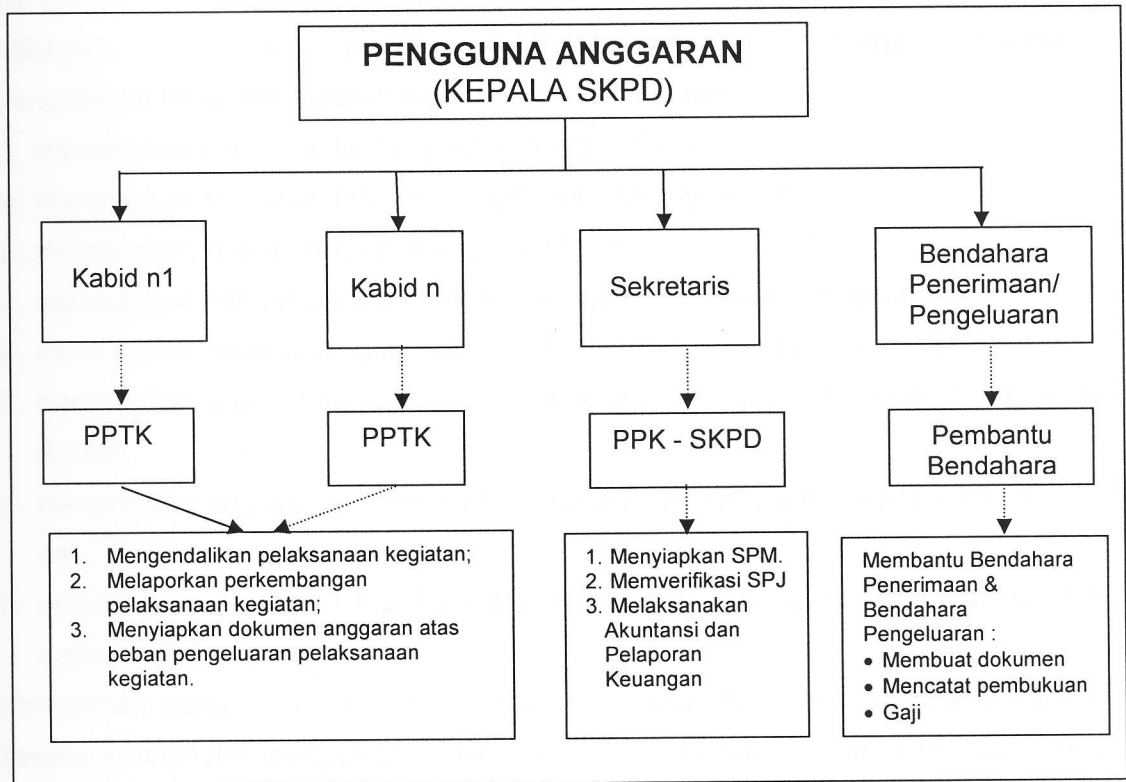 PENGGUNA ANGGARAN
(KEPALA SKPD)
Kabid n1
Kabid n
Sekretaris
Bendahara
Penerimaan/
Pengeluaran
PPTK
PPTK
PPK - SKPD
Pembantu
Bendahara
1. Mengendalikan pelaksanaan kegiatan;
2. Melaporkan perkembangan
pelaksanaan kegiatan;
3. Menyiapkan dokumen anggaran atas
beban pengeluaran pelaksanaan
kegiatan.
1. Menyiapkan SPM.
2. Memverifikasi SPJ
3. Melaksanakan
Akuntansi dan
Pelaporan
Keuangan
Membantu Bendahara
Penerimaan &
Bendahara
Pengeluaran :
• Membuat dokumen
• Mencatat pembukuan
• Gaji